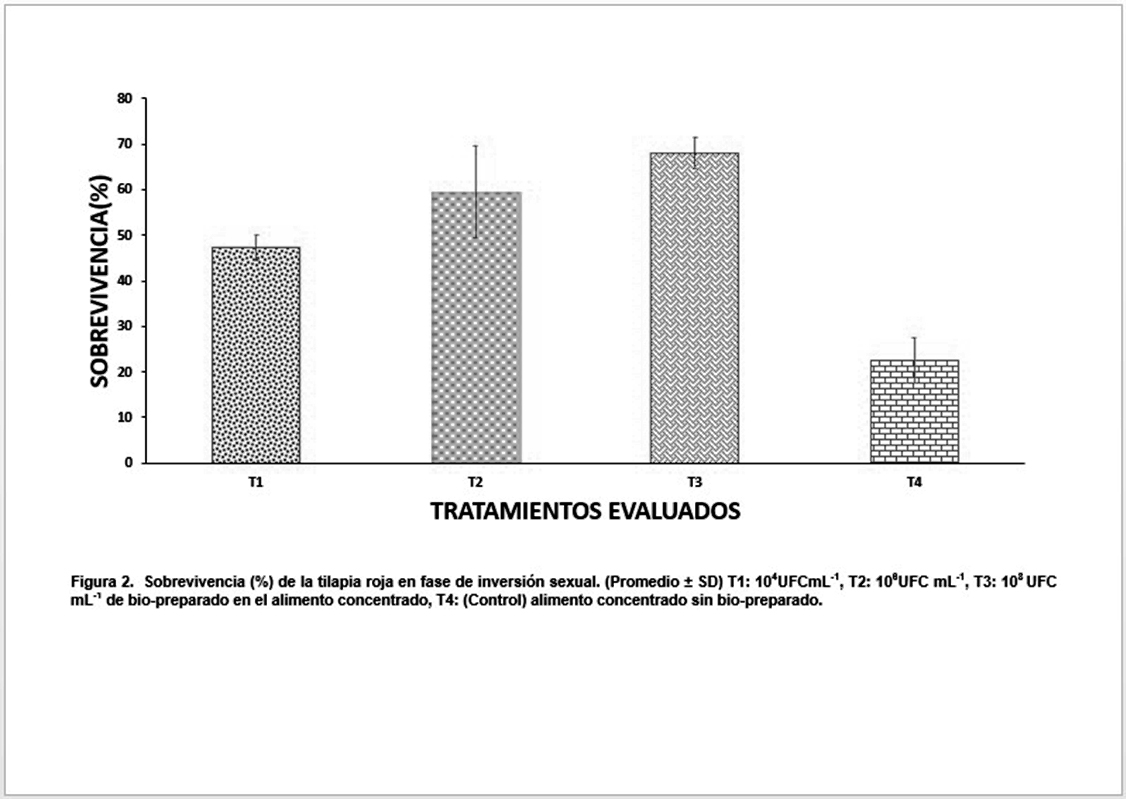 80
70
60
50
40
30
20
10
0
SOBREVIVENCIA(%)
T1 T2 T3 T4
TRATAMIENTOS EVALUADOS
Figura 2. Sobrevivencia (%) de la tilapia roja en fase de inversión sexual. (Promedio ± SD) T1: 10⁴UFCmL⁻¹, T2: 10⁶UFC mL⁻¹, T3: 10⁸ UFC
mL⁻¹ de bio-preparado en el alimento concentrado, T4: (Control) alimento concentrado sin bio-preparado.